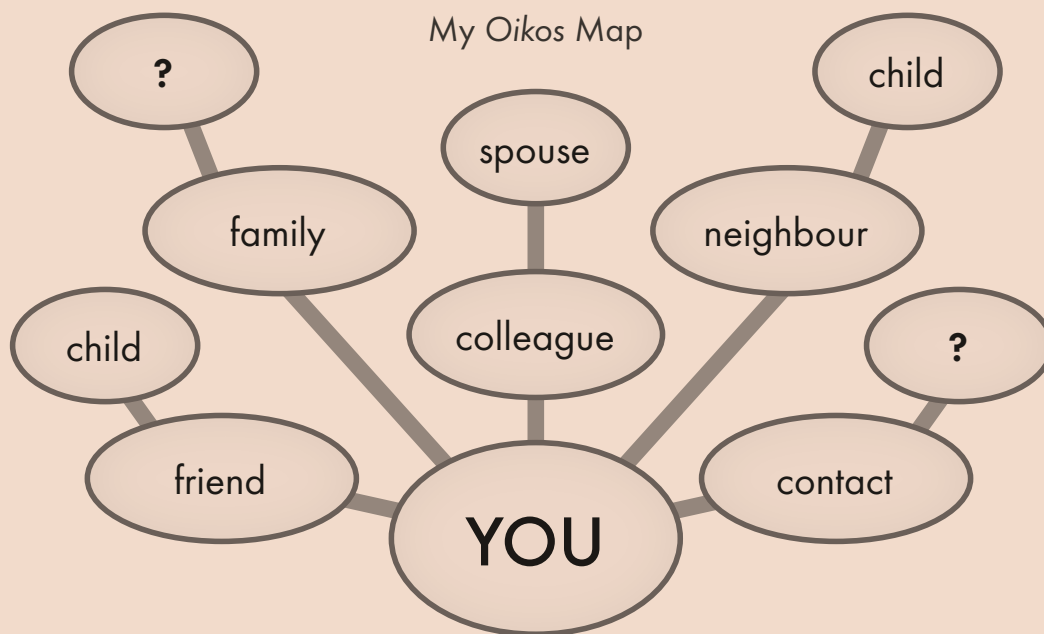 My Oikos Map
?
child
spouse
family
neighbour
child
colleague
?
friend
contact
YOU